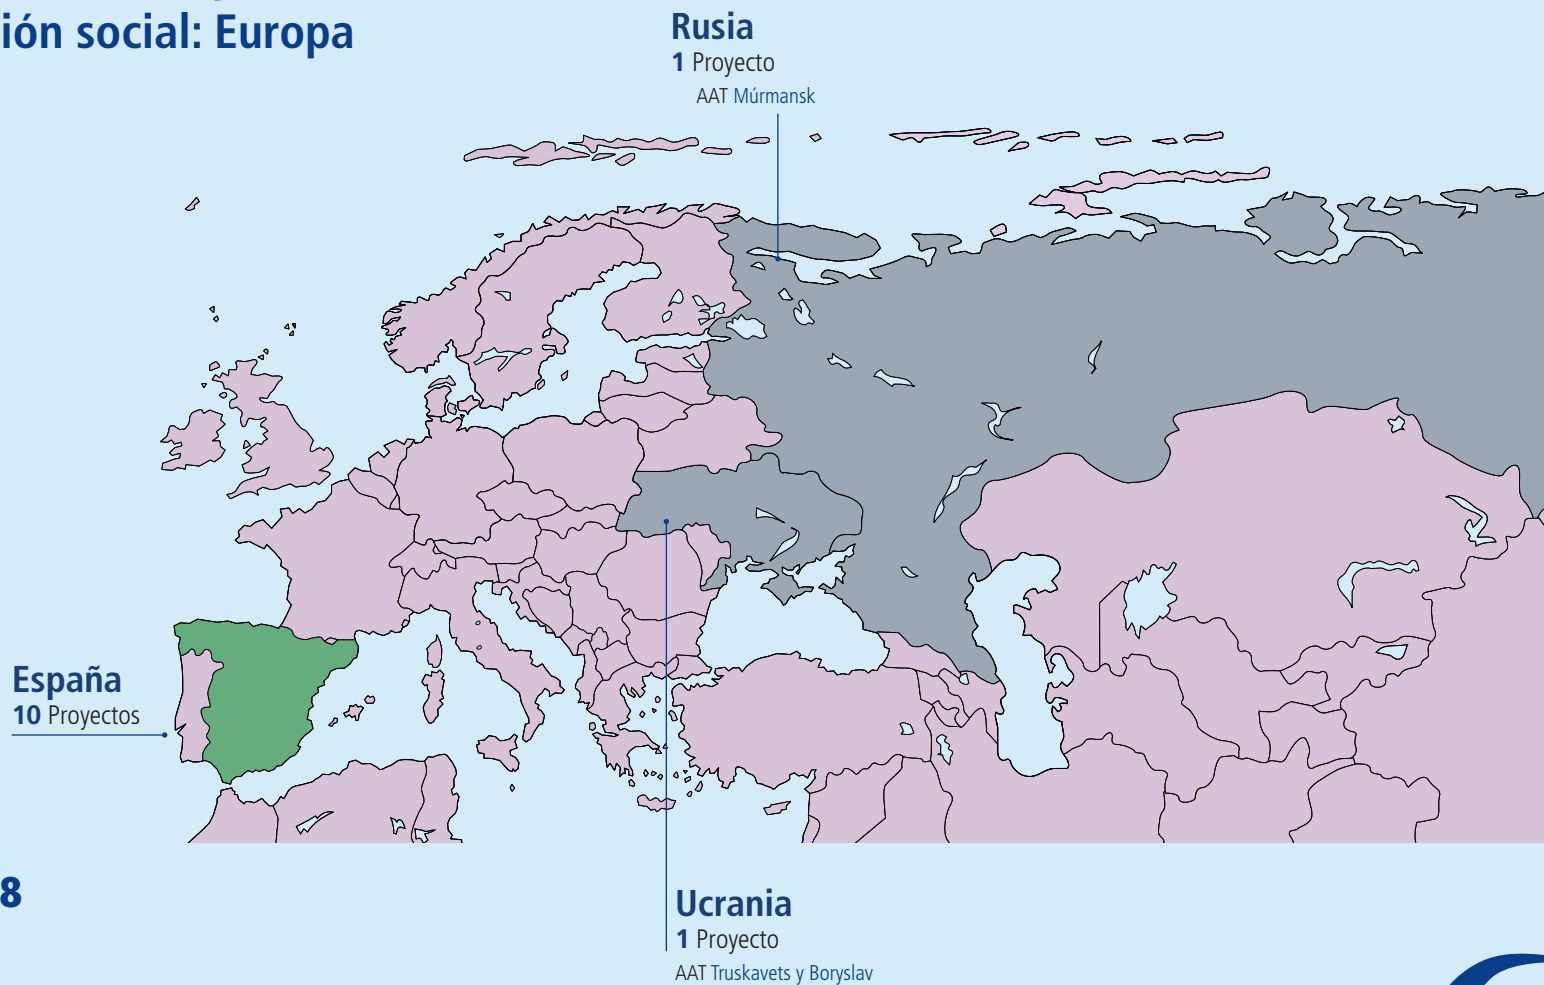 ión social: Europa
Rusia
1 Proyecto
AAT Múrmansk
España
10 Proyectos
8
Ucrania
1 Proyecto
AAT Truskavets y Boryslav